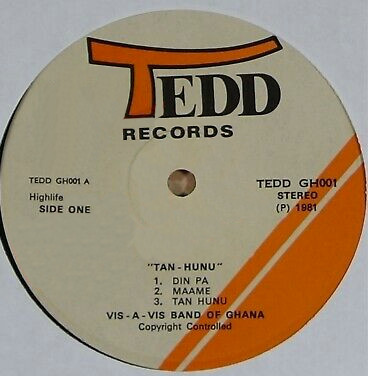 TEDD
RECORDS
TEDD GH001 A
Highlife
SIDE ONE
TEDD GH001
STEREO
(P) 1981
"TAN-HUNU"
1. DIN PA
2. MAAME
3. TAN HUNU
VIS-A-VIS BAND OF GHANA
Copyright Controlled